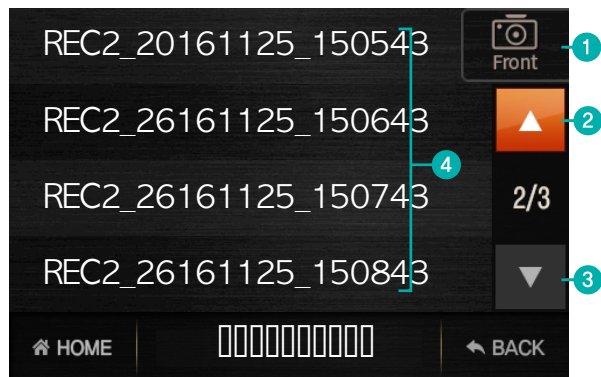 REC2_20161125_150543
Front
1
REC2_26161125_150643
2
4
REC2_26161125_150743
2/3
REC2_26161125_150843
3
HOME
BACK